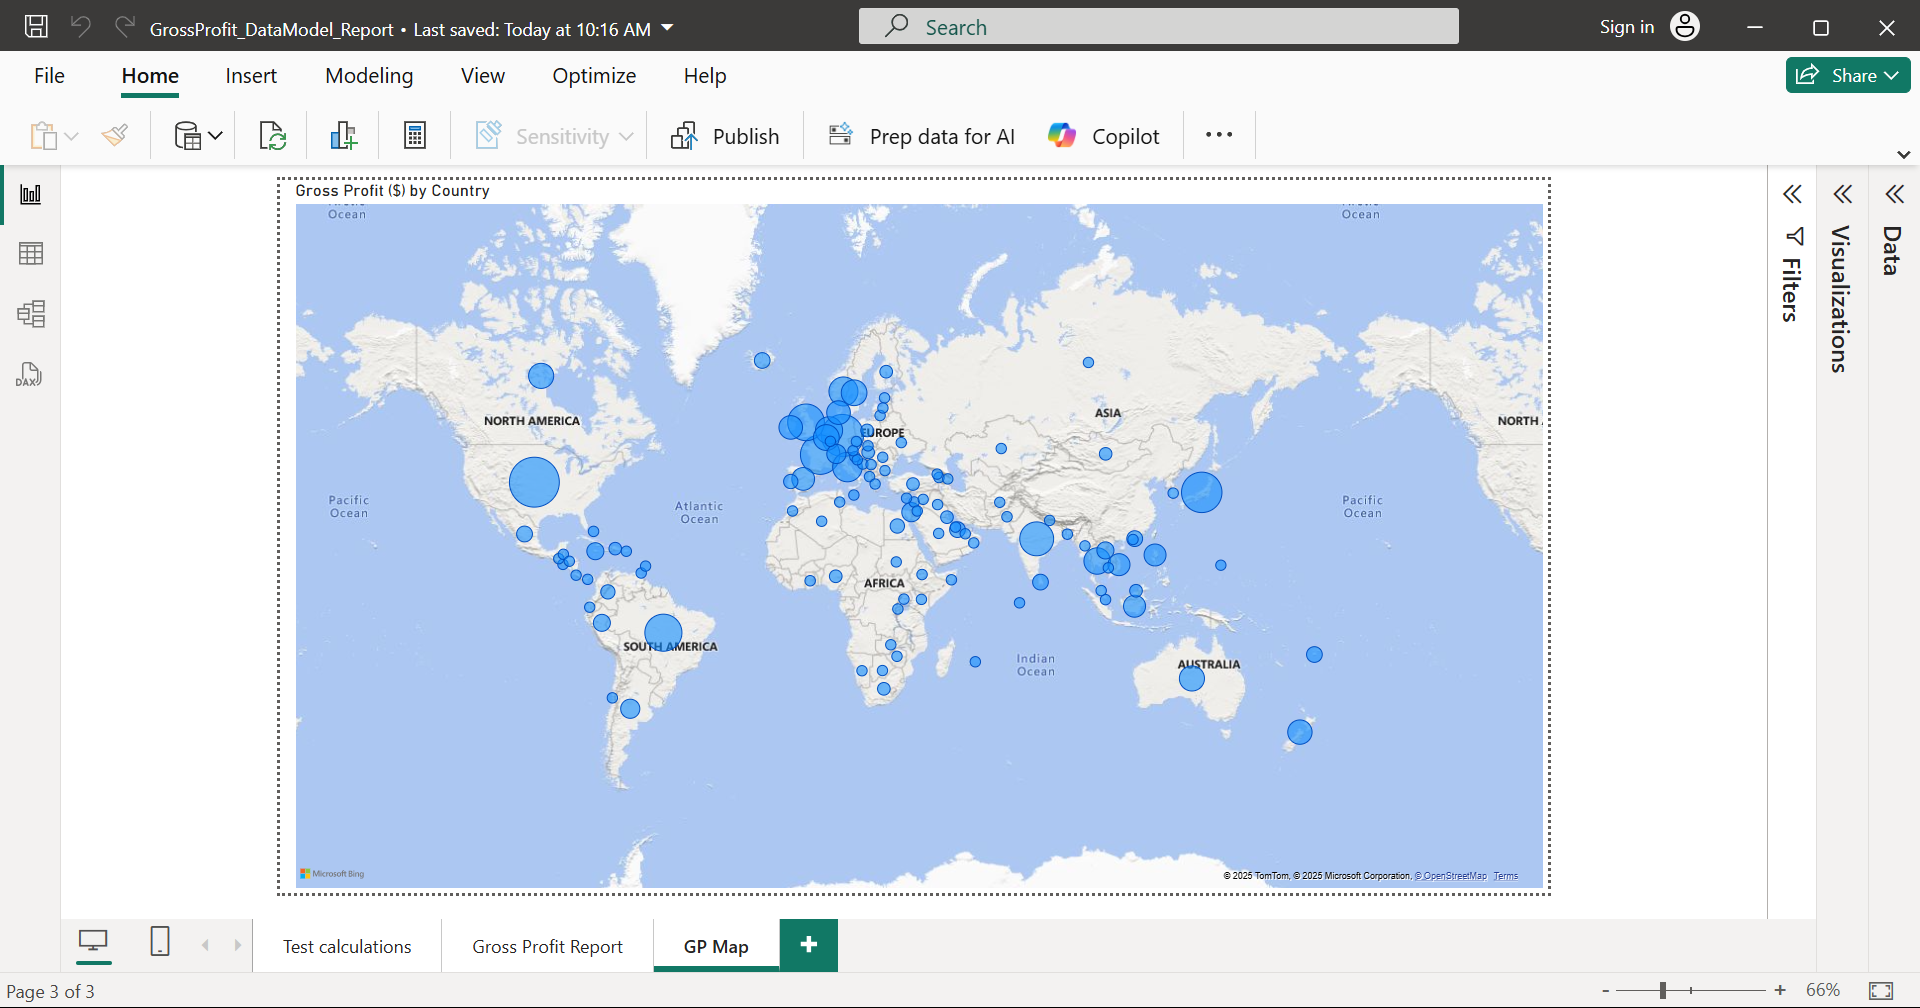 GrossProfit_DataModel_Report • Last saved: Today at 10:16 AM
Search
Sign in
File Home Insert Modeling View Optimize Help
Share
Sensitivity
Publish
Prep data for AI
Copilot
DAX
Gross Profit ($) by Country
Ocean
Ocean
NORTH AMERICA
ASIA
EUROPE
NORTH
Pacific
Ocean
Atlantic
Ocean
Pacific
Ocean
AFRICA
SOUTH AMERICA
Indian
Ocean
AUSTRALIA
Microsoft Bing
© 2025 TomTom, © 2025 Microsoft Corporation, © OpenStreetMap Terms
Filters
Visualizations
Data
Test calculations
Gross Profit Report
GP Map
Page 3 of 3
66%